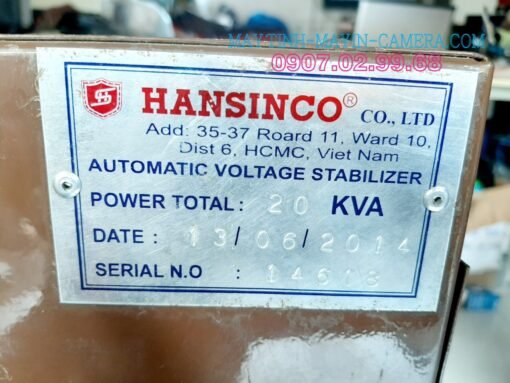 MAYTINH-MAYIN-CAMERA.COM
0907.02.99.68
HANSINCO® CO., LTD
Add: 35-37 Roard 11, Ward 10,
Dist 6, HCMC, Viet Nam
AUTOMATIC VOLTAGE STABILIZER
POWER TOTAL: 20 KVA
DATE: 13/06/2014
SERIAL N.O :